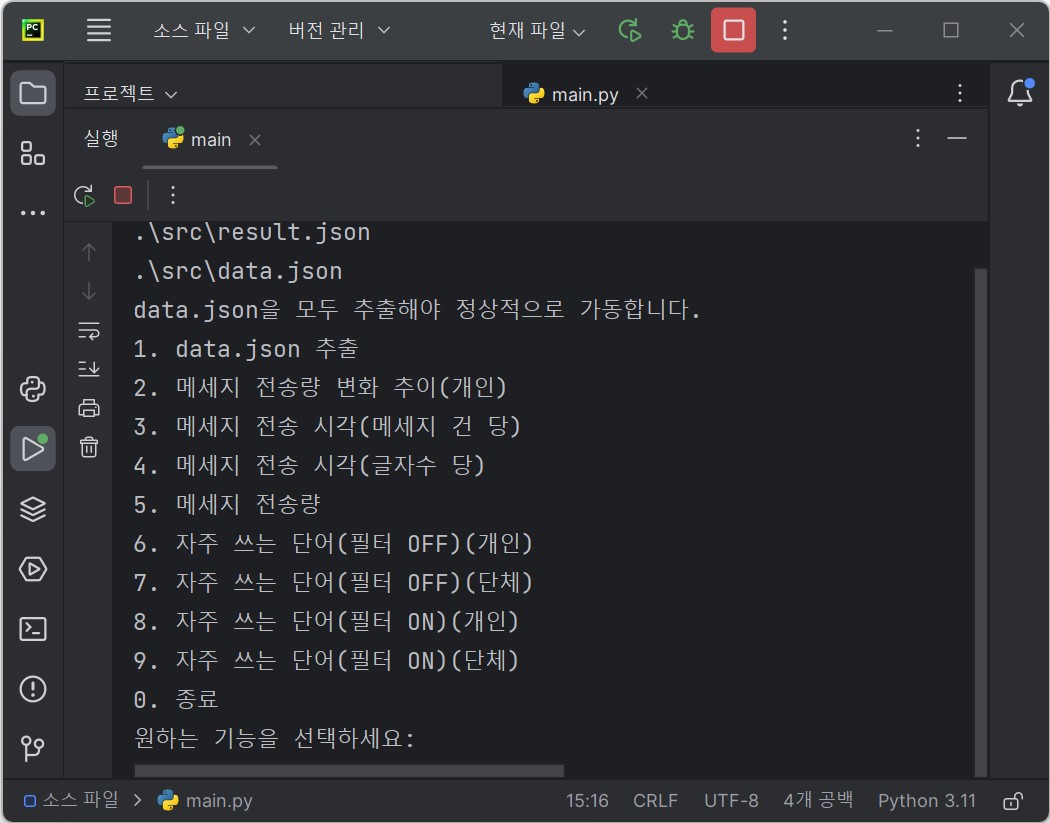 PC
소스 파일 버전 관리 현재 파일
프로젝트 main.py
실행 main
.\src\result.json
.\src\data.json
data.json을 모두 추출해야 정상적으로 가동합니다.
1. data.json 추출
2. 메세지 전송량 변화 추이(개인)
3. 메세지 전송 시각(메세지 건 당)
4. 메세지 전송 시각(글자수 당)
5. 메세지 전송량
6. 자주 쓰는 단어(필터 OFF)(개인)
7. 자주 쓰는 단어(필터 OFF)(단체)
8. 자주 쓰는 단어(필터 ON)(개인)
9. 자주 쓰는 단어(필터 ON)(단체)
0. 종료
원하는 기능을 선택하세요:
소스 파일 main.py 15:16 CRLF UTF-8 4개 공백 Python 3.11